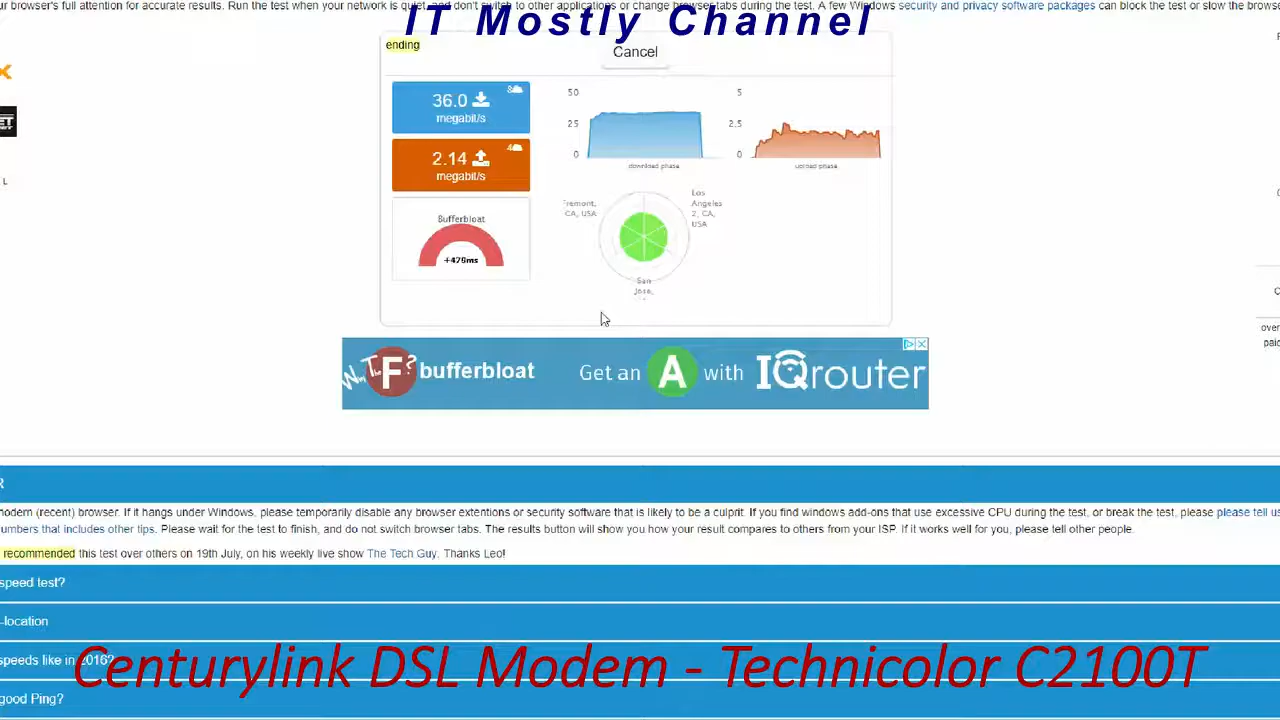 ur browser's full attention for accurate results. Run the test when your network is quiet, and don't switch to other applications or change browser tabs during the test. A few Windows security and privacy software packages can block the test or slow the brows
IT Mostly Channel
ending
Cancel
36.0
megabit/s
8
2.14
megabit/s
4
Bufferbloat
+479ms
50
25
0
download phase
5
2.5
0
upload phase
Fremont,
CA, USA
Los
Angeles
2, CA,
USA
San
Jose,
L
W.T.F? bufferbloat Get an A with IQrouter
over
paid
modern (recent) browser. If it hangs under Windows, please temporarily disable any browser extentions or security software that is likely to be a culprit. If you find windows add-ons that use excessive CPU during the test, or break the test, please please tell us
numbers that includes other tips. Please wait for the test to finish, and do not switch browser tabs. The results button will show you how your result compares to others from your ISP. If it works well for you, please tell other people.
recommended this test over others on 19th July, on his weekly live show The Tech Guy. Thanks Leo!
speed test?
-location
speeds like in 2016?
good Ping?
Centurylink DSL Modem - Technicolor C2100T